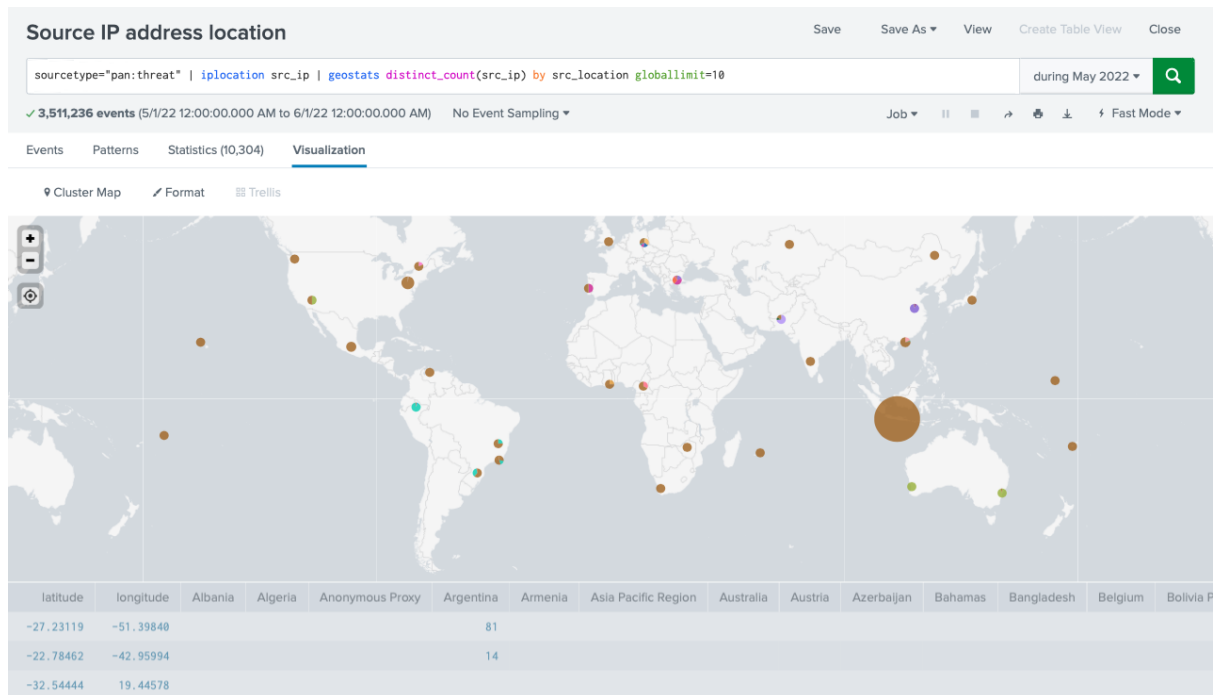 Source IP address location
Save Save As View Create Table View Close
sourcetype="pan:threat" | iplocation src_ip | geostats distinct_count(src_ip) by src_location globallimit=10
during May 2022
3,511,236 events (5/1/22 12:00:00.000 AM to 6/1/22 12:00:00.000 AM) No Event Sampling
Job Fast Mode
Events Patterns Statistics (10,304) Visualization
Cluster Map Format Trellis
+
-
latitude longitude Albania Algeria Anonymous Proxy Argentina Armenia Asia Pacific Region Australia Austria Azerbaijan Bahamas Bangladesh Belgium Bolivia P
-27.23119 -51.39840 81
-22.78462 -42.95994 14
-32.54444 19.44578